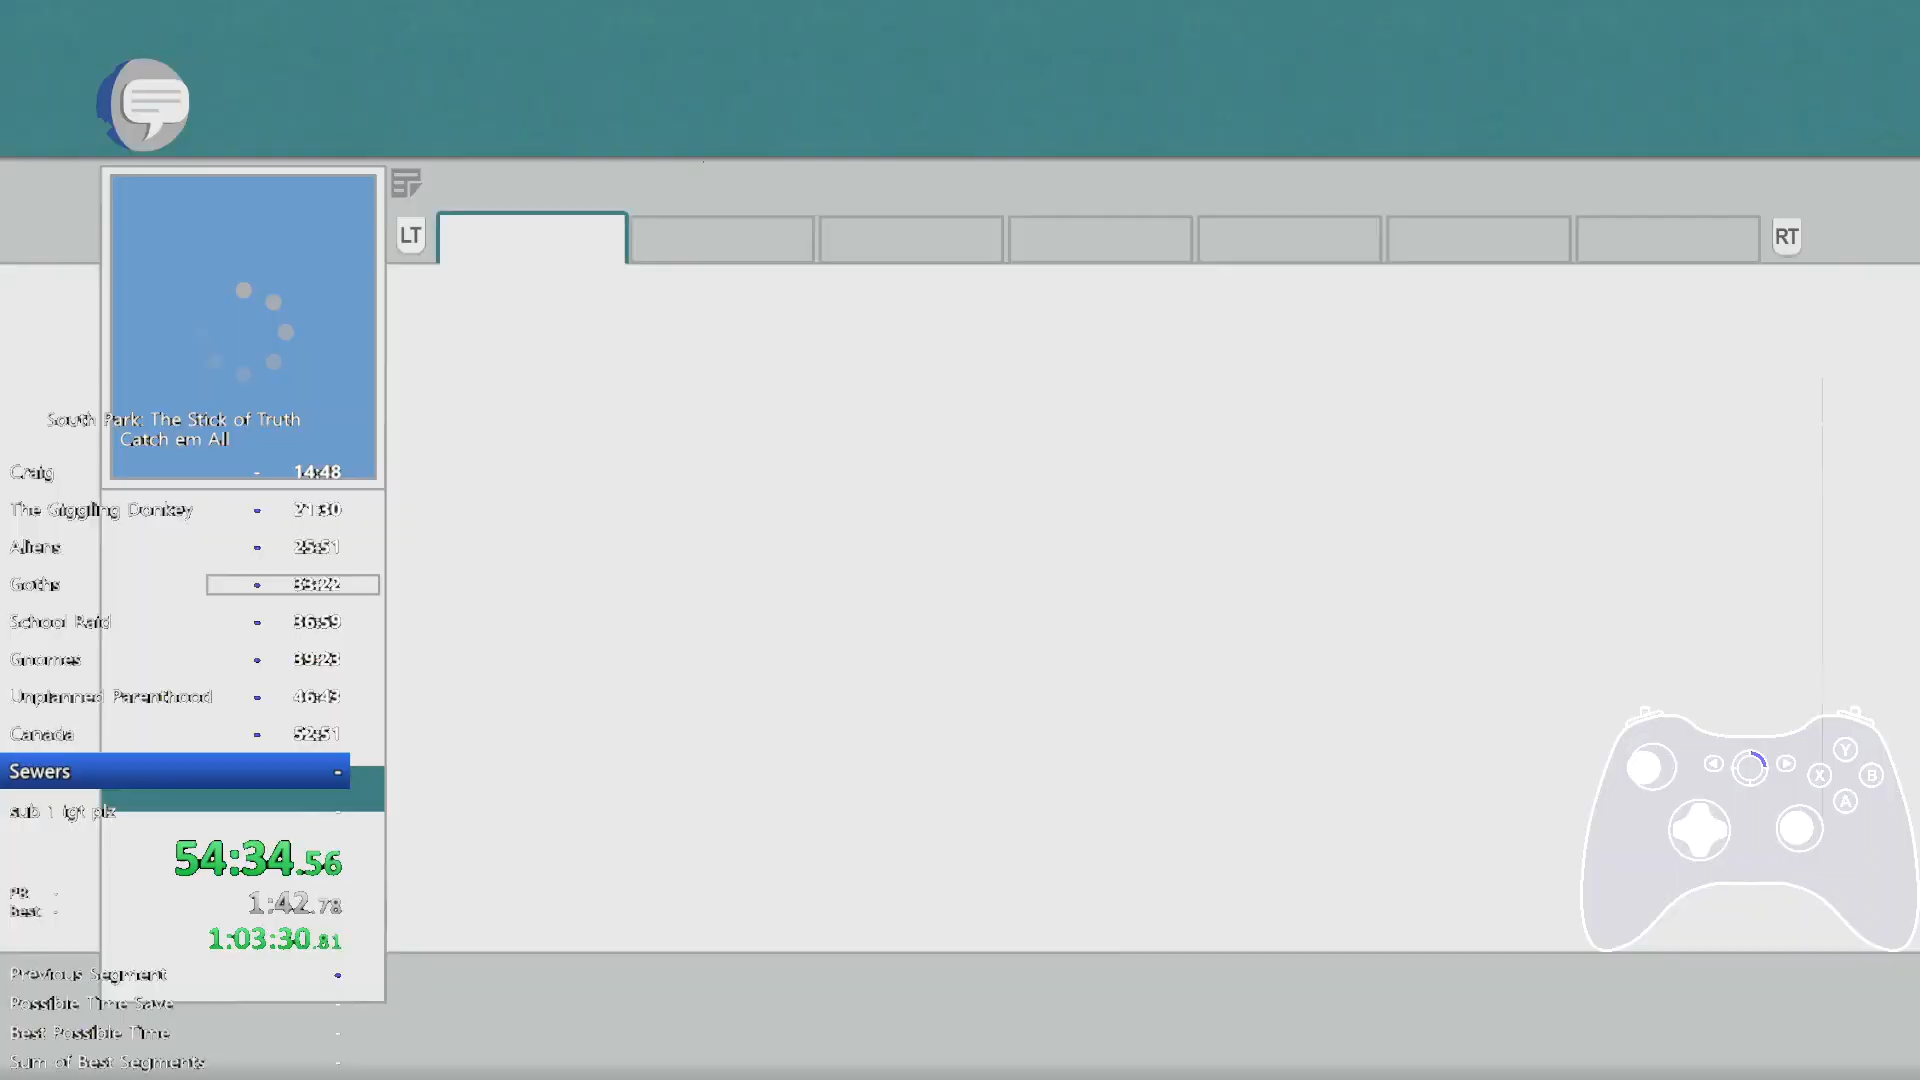 LT
RT
South Park: The Stick of Truth
Catch em All
Craig - 14:48
The Giggling Donkey - 21:30
Aliens - 25:51
Goths - 33:22
School Raid - 36:59
Gnomes - 39:23
Unplanned Parenthood - 46:43
Canada - 52:51
Sewers -
sub 1 tgt plz -
54:34.56
PB -
1:42.78
Best -
1:03:30.81
Previous Segment -
Possible Time Save -
Best Possible Time -
Sum of Best Segments -
Y
X
B
A